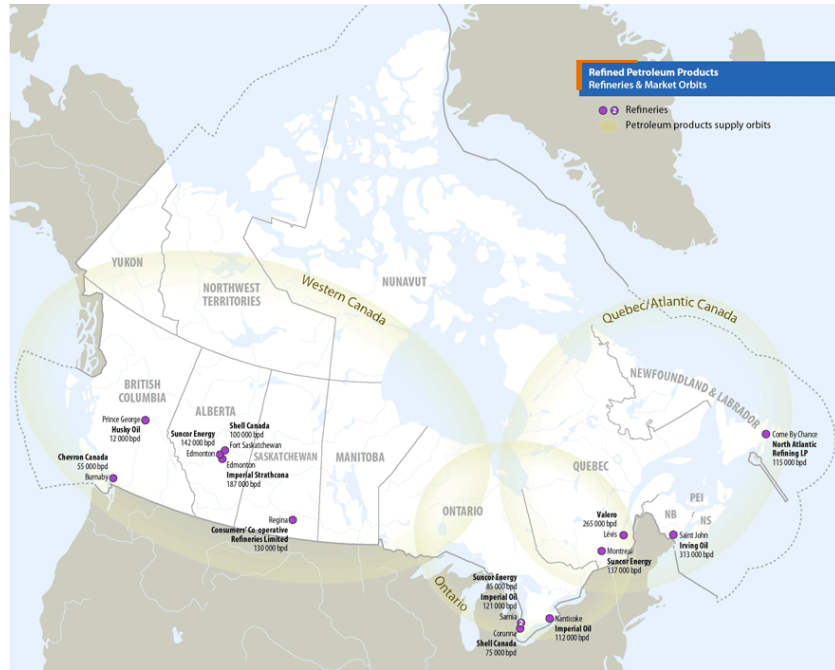 Refined Petroleum Products
Refineries & Market Orbits
2 Refineries
Petroleum products supply orbits
YUKON
NORTHWEST
TERRITORIES
NUNAVUT
Western Canada
Quebec/Atlantic Canada
BRITISH
COLUMBIA
Prince George
Husky Oil
12 000 bpd
Chevron Canada
55 000 bpd
Burnaby
ALBERTA
Shell Canada
100 000 bpd
Fort Saskatchewan
Suncor Energy
142 000 bpd
Edmonton
Edmonton
Imperial Strathcona
187 000 bpd
SASKATCHEWAN
Regina
Consumers' Co-operative
Refineries Limited
130 000 bpd
MANITOBA
ONTARIO
Ontario
Suncor Energy
85 000 bpd
Imperial Oil
121 000 bpd
Sarnia
2
Corunna
Shell Canada
75 000 bpd
Nanticoke
Imperial Oil
112 000 bpd
QUEBEC
Valero
265 000 bpd
Lévis
Montreal
Suncor Energy
137 000 bpd
NEWFOUNDLAND & LABRADOR
Come By Chance
North Atlantic
Refining LP
115 000 bpd
PEI
NB
NS
Saint John
Irving Oil
313 000 bpd